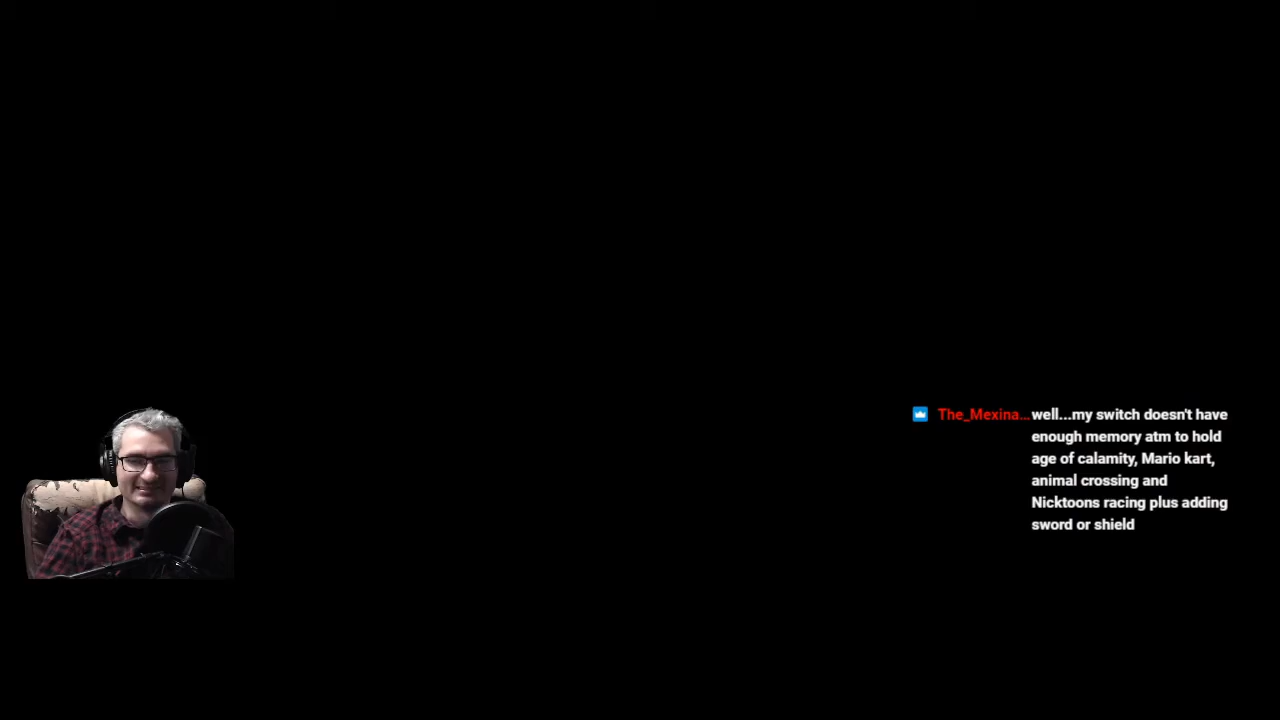 The_Mexina... well...my switch doesn't have
enough memory atm to hold
age of calamity, Mario kart,
animal crossing and
Nicktoons racing plus adding
sword or shield